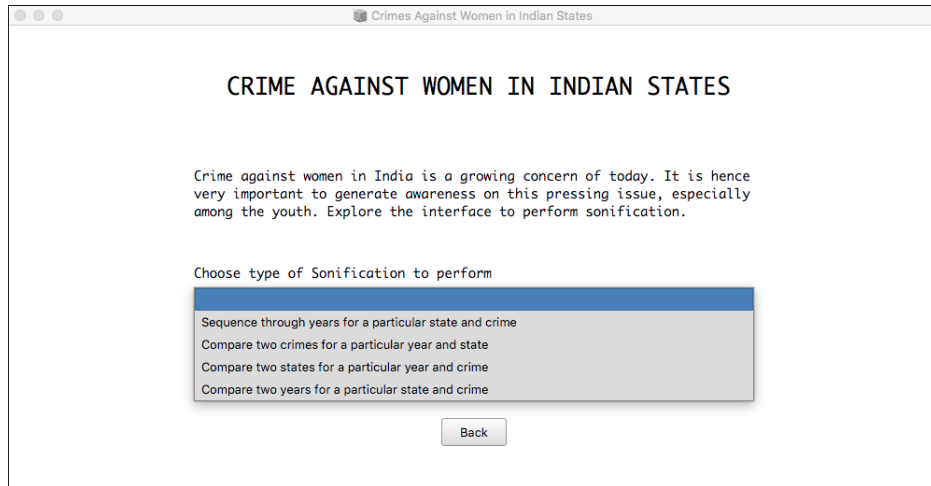 Crimes Against Women in Indian States
CRIME AGAINST WOMEN IN INDIAN STATES
Crime against women in India is a growing concern of today. It is hence
very important to generate awareness on this pressing issue, especially
among the youth. Explore the interface to perform sonification.
Choose type of Sonification to perform
Sequence through years for a particular state and crime
Compare two crimes for a particular year and state
Compare two states for a particular year and crime
Compare two years for a particular state and crime
Back